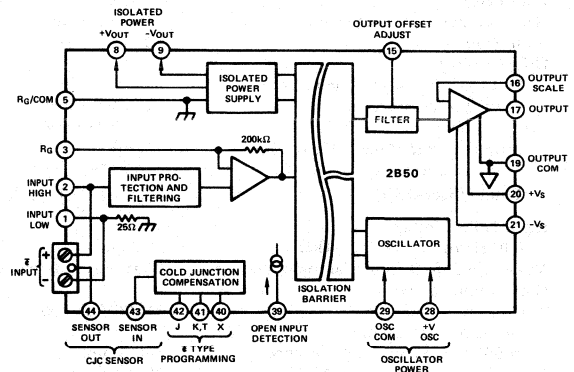 ISOLATED
POWER
+VOUT
-VOUT
8
9
OUTPUT OFFSET
ADJUST
15
ISOLATED
POWER
SUPPLY
RG/COM
5
16
OUTPUT
SCALE
17
OUTPUT
FILTER
RG
3
200kΩ
2B50
19
OUTPUT
COM
INPUT
HIGH
2
INPUT PRO-
TECTION AND
FILTERING
20
+VS
INPUT
LOW
1
25Ω
21
-VS
OSCILLATOR
+
INPUT
-
COLD JUNCTION
COMPENSATION
ISOLATION
BARRIER
44
43
42
41
40
39
29
28
SENSOR
OUT
SENSOR
IN
J
K,T
X
OPEN INPUT
DETECTION
OSC
COM
+V
OSC
CJC SENSOR
TYPE
PROGRAMMING
OSCILLATOR
POWER